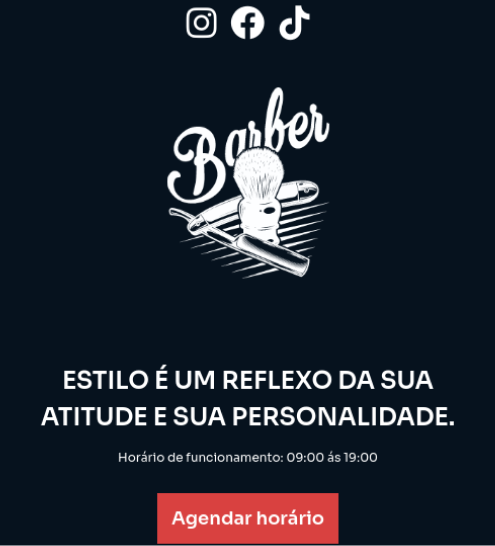 Barber
ESTILO É UM REFLEXO DA SUA
ATITUDE E SUA PERSONALIDADE.
Horário de funcionamento: 09:00 ás 19:00
Agendar horário